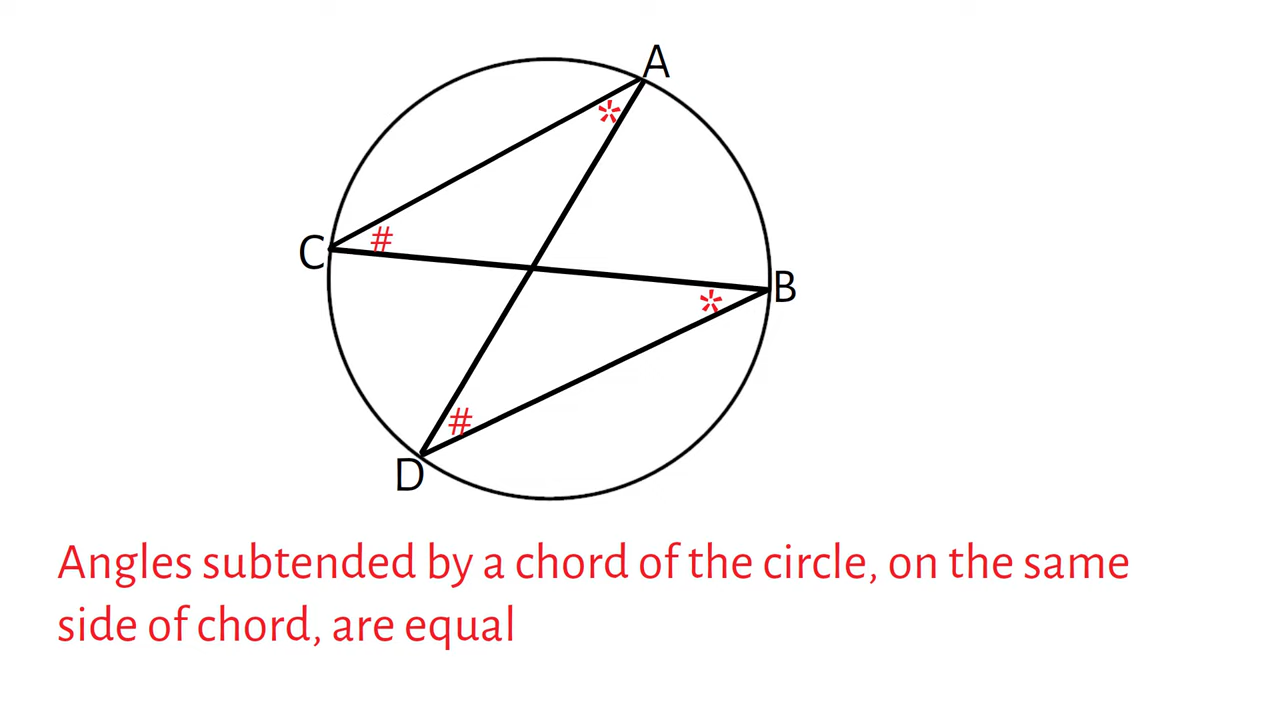 A
*
C
#
*
B
#
D
Angles subtended by a chord of the circle, on the same
side of chord, are equal